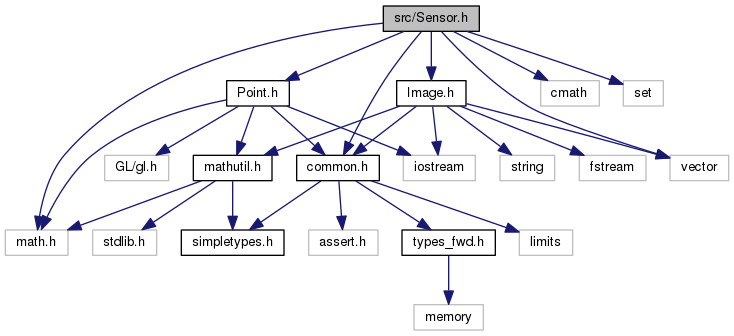 src/Sensor.h
Point.h
Image.h
cmath
set
GL/gl.h
mathutil.h
common.h
iostream
string
fstream
vector
math.h
stdlib.h
simpletypes.h
assert.h
types_fwd.h
limits
memory